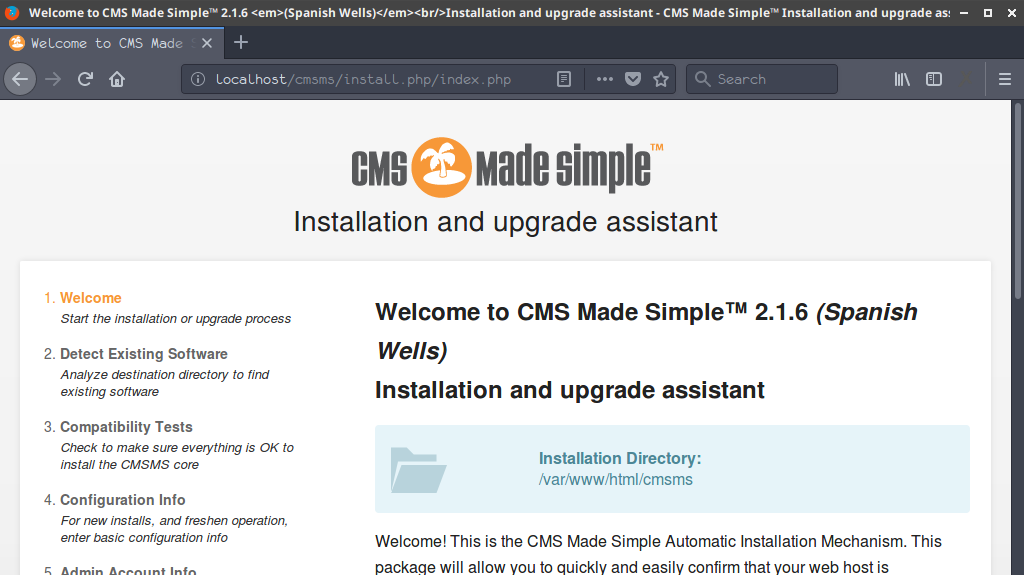 Welcome to CMS Made Simple™ 2.1.6 <em>(Spanish Wells)</em><br/>Installation and upgrade assistant - CMS Made Simple™ Installation and upgrade as
Welcome to CMS Made
localhost/cmsms/install.php/index.php
Search
CMS Made Simple™
Installation and upgrade assistant
1. Welcome
Start the installation or upgrade process
2. Detect Existing Software
Analyze destination directory to find
existing software
3. Compatibility Tests
Check to make sure everything is OK to
install the CMSMS core
4. Configuration Info
For new installs, and freshen operation,
enter basic configuration info
5. Admin Account Info
Welcome to CMS Made Simple™ 2.1.6 (Spanish
Wells)
Installation and upgrade assistant
Installation Directory:
/var/www/html/cmsms
Welcome! This is the CMS Made Simple Automatic Installation Mechanism. This
package will allow you to quickly and easily confirm that your web host is